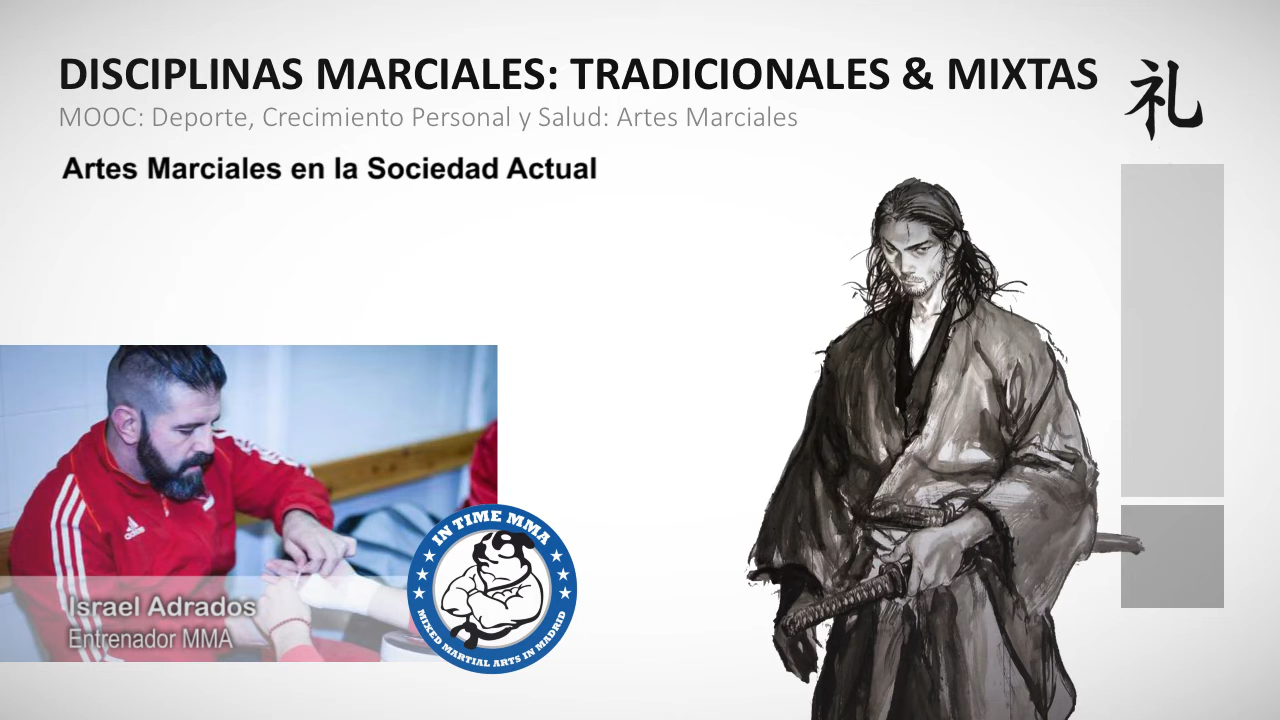 DISCIPLINAS MARCIALES: TRADICIONALES & MIXTAS
礼
MOOC: Deporte, Crecimiento Personal y Salud: Artes Marciales
Artes Marciales en la Sociedad Actual
adidas
IN TIME MMA
MIXED MARTIAL ARTS IN MADRID
Israel Adrados
Entrenador MMA